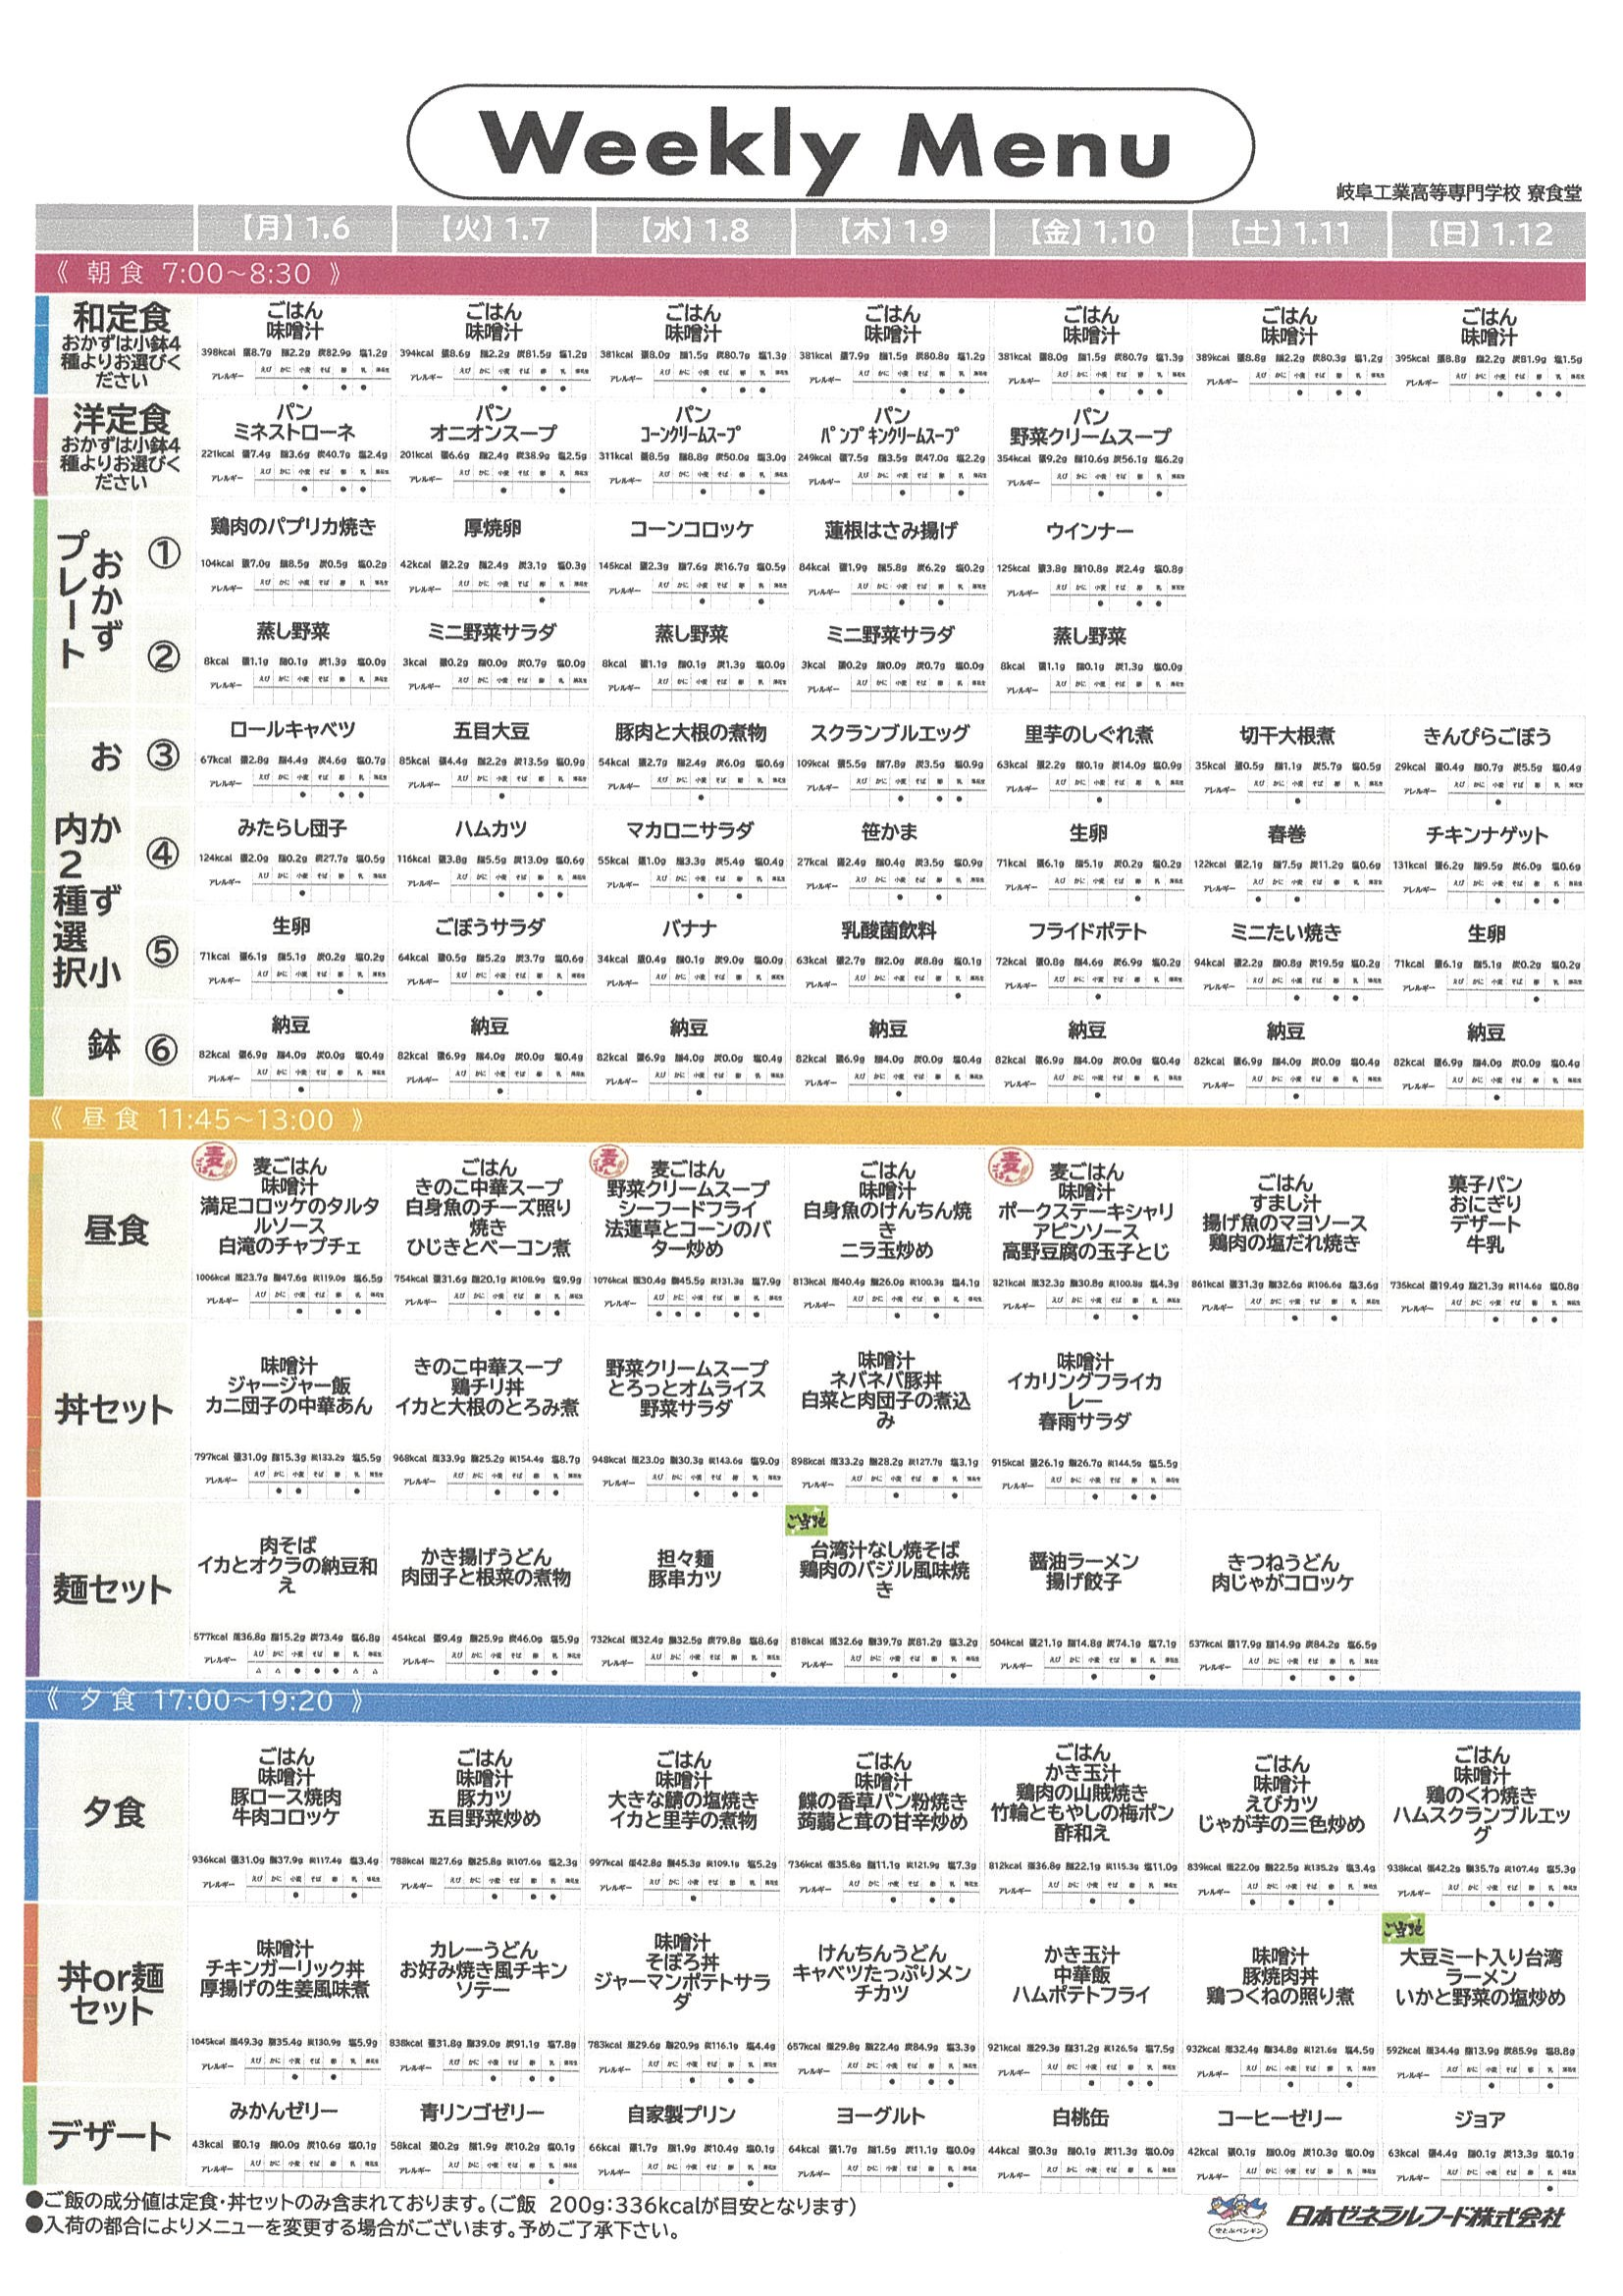 Weekly Menu
岐阜工業高等専門学校 寮食堂
【月】1.6 【火】1.7 【水】1.8 【木】1.9 【金】1.10 【土】1.11 【日】1.12
《 朝食 7:00～8:30 》
和定食
おかずは小鉢4
種よりお選びく
ださい
ごはん ごはん ごはん ごはん ごはん ごはん ごはん
味噌汁 味噌汁 味噌汁 味噌汁 味噌汁 味噌汁 味噌汁
398kcal 蛋8.7g 脂2.2g 炭82.9g 塩1.2g 394kcal 蛋8.6g 脂2.2g 炭81.5g 塩1.2g 381kcal 蛋8.0g 脂1.5g 炭80.7g 塩1.3g 381kcal 蛋7.9g 脂1.5g 炭80.8g 塩1.2g 381kcal 蛋8.0g 脂1.5g 炭80.7g 塩1.3g 389kcal 蛋8.8g 脂2.2g 炭80.3g 塩1.2g 395kcal 蛋8.8g 脂2.2g 炭81.9g 塩1.5g
洋定食
おかずは小鉢4
種よりお選びく
ださい
パン パン パン パン パン
ミネストローネ オニオンスープ コーンクリームスープ パンプキンクリームスープ 野菜クリームスープ
221kcal 蛋7.4g 脂3.6g 炭40.7g 塩2.4g 201kcal 蛋6.6g 脂2.4g 炭38.9g 塩2.5g 311kcal 蛋8.5g 脂8.8g 炭50.0g 塩3.0g 249kcal 蛋7.5g 脂3.5g 炭47.0g 塩2.2g 354kcal 蛋9.2g 脂10.6g 炭56.1g 塩6.2g
おかず
プレート
① 鶏肉のパプリカ焼き 厚焼卵 コーンコロッケ 蓮根はさみ揚げ ウインナー
104kcal 蛋7.0g 脂8.5g 炭0.5g 塩0.2g 42kcal 蛋2.2g 脂2.4g 炭3.1g 塩0.3g 145kcal 蛋2.3g 脂7.6g 炭16.7g 塩0.5g 84kcal 蛋1.9g 脂5.8g 炭6.2g 塩0.2g 125kcal 蛋3.8g 脂10.8g 炭2.4g 塩0.8g
② 蒸し野菜 ミニ野菜サラダ 蒸し野菜 ミニ野菜サラダ 蒸し野菜
8kcal 蛋1.1g 脂0.1g 炭1.3g 塩0.0g 3kcal 蛋0.2g 脂0.0g 炭0.7g 塩0.0g 8kcal 蛋1.1g 脂0.1g 炭1.3g 塩0.0g 3kcal 蛋0.2g 脂0.0g 炭0.7g 塩0.0g 8kcal 蛋1.1g 脂0.1g 炭1.3g 塩0.0g
おかず小鉢
内2種選択
③ ロールキャベツ 五目大豆 豚肉と大根の煮物 スクランブルエッグ 里芋のしぐれ煮 切干大根煮 きんぴらごぼう
67kcal 蛋2.8g 脂4.4g 炭4.6g 塩0.7g 85kcal 蛋4.4g 脂2.2g 炭13.5g 塩0.9g 54kcal 蛋2.7g 脂2.4g 炭6.0g 塩0.6g 109kcal 蛋5.5g 脂7.8g 炭3.5g 塩0.9g 63kcal 蛋2.2g 脂0.1g 炭14.0g 塩0.9g 35kcal 蛋0.5g 脂1.1g 炭5.7g 塩0.5g 29kcal 蛋0.4g 脂0.7g 炭5.5g 塩0.4g
④ みたらし団子 ハムカツ マカロニサラダ 笹かま 生卵 春巻 チキンナゲット
124kcal 蛋2.0g 脂0.2g 炭27.7g 塩0.5g 116kcal 蛋3.8g 脂5.5g 炭13.0g 塩0.6g 55kcal 蛋1.0g 脂3.3g 炭5.4g 塩0.4g 27kcal 蛋2.4g 脂0.4g 炭3.5g 塩0.9g 71kcal 蛋6.1g 脂5.1g 炭0.2g 塩0.2g 122kcal 蛋2.1g 脂7.5g 炭11.2g 塩0.6g 131kcal 蛋6.2g 脂9.5g 炭6.0g 塩0.6g
⑤ 生卵 ごぼうサラダ バナナ 乳酸菌飲料 フライドポテト ミニたい焼き 生卵
71kcal 蛋6.1g 脂5.1g 炭0.2g 塩0.2g 64kcal 蛋0.5g 脂5.2g 炭3.7g 塩0.6g 34kcal 蛋0.4g 脂0.1g 炭9.0g 塩0.0g 63kcal 蛋2.7g 脂2.0g 炭8.8g 塩0.1g 72kcal 蛋0.8g 脂4.6g 炭6.9g 塩0.2g 94kcal 蛋2.2g 脂0.8g 炭19.5g 塩0.2g 71kcal 蛋6.1g 脂5.1g 炭0.2g 塩0.2g
⑥ 納豆 納豆 納豆 納豆 納豆 納豆 納豆
82kcal 蛋6.9g 脂4.0g 炭0.0g 塩0.4g 82kcal 蛋6.9g 脂4.0g 炭0.0g 塩0.4g 82kcal 蛋6.9g 脂4.0g 炭0.0g 塩0.4g 82kcal 蛋6.9g 脂4.0g 炭0.0g 塩0.4g 82kcal 蛋6.9g 脂4.0g 炭0.0g 塩0.4g 82kcal 蛋6.9g 脂4.0g 炭0.0g 塩0.4g 82kcal 蛋6.9g 脂4.0g 炭0.0g 塩0.4g
《 昼食 11:45～13:00 》
昼食
麦ごはん
味噌汁
満足コロッケのタルタ
ルソース
白滝のチャプチェ
1006kcal 蛋23.7g 脂47.6g 炭119.0g 塩6.5g
ごはん
きのこ中華スープ
白身魚のチーズ照り
焼き
ひじきとベーコン煮
754kcal 蛋31.6g 脂20.1g 炭108.9g 塩9.9g
麦ごはん
野菜クリームスープ
シーフードフライ
法蓮草とコーンのバ
ター炒め
1076kcal 蛋30.4g 脂45.5g 炭131.3g 塩7.9g
ごはん
味噌汁
白身魚のけんちん焼
き
ニラ玉炒め
813kcal 蛋40.4g 脂26.0g 炭100.3g 塩4.1g
麦ごはん
味噌汁
ポークステーキシャリ
アピンソース
高野豆腐の玉子とじ
821kcal 蛋32.3g 脂30.8g 炭100.8g 塩4.3g
ごはん
すまし汁
揚げ魚のマヨソース
鶏肉の塩だれ焼き
861kcal 蛋31.3g 脂32.6g 炭106.6g 塩3.6g
菓子パン
おにぎり
デザート
牛乳
735kcal 蛋19.4g 脂21.3g 炭114.6g 塩0.8g
丼セット
味噌汁
ジャージャー飯
カニ団子の中華あん
797kcal 蛋31.0g 脂15.3g 炭133.2g 塩5.5g
きのこ中華スープ
鶏チリ丼
イカと大根のとろみ煮
968kcal 蛋33.9g 脂25.2g 炭154.4g 塩8.7g
野菜クリームスープ
とろっとオムライス
野菜サラダ
948kcal 蛋23.0g 脂30.3g 炭143.6g 塩9.0g
味噌汁
ネバネバ豚丼
白菜と肉団子の煮込
み
898kcal 蛋33.2g 脂28.2g 炭127.7g 塩3.1g
味噌汁
イカリングフライカ
レー
春雨サラダ
915kcal 蛋26.1g 脂26.7g 炭144.5g 塩5.5g
麺セット
肉そば
イカとオクラの納豆和
え
577kcal 蛋36.8g 脂15.2g 炭73.4g 塩6.8g
かき揚げうどん
肉団子と根菜の煮物
454kcal 蛋9.4g 脂25.9g 炭46.0g 塩5.9g
担々麺
豚串カツ
732kcal 蛋32.4g 脂32.5g 炭79.8g 塩8.6g
ご当地
台湾汁なし焼そば
鶏肉のバジル風味焼
き
818kcal 蛋32.6g 脂39.7g 炭81.2g 塩3.2g
醤油ラーメン
揚げ餃子
504kcal 蛋21.1g 脂14.8g 炭74.1g 塩7.1g
きつねうどん
肉じゃがコロッケ
537kcal 蛋17.9g 脂14.9g 炭84.2g 塩6.5g
《 夕食 17:00～19:20 》
夕食
ごはん
味噌汁
豚ロース焼肉
牛肉コロッケ
936kcal 蛋31.0g 脂37.9g 炭117.4g 塩3.4g
ごはん
味噌汁
豚カツ
五目野菜炒め
788kcal 蛋27.6g 脂25.8g 炭107.6g 塩2.3g
ごはん
味噌汁
大きな鯖の塩焼き
イカと里芋の煮物
997kcal 蛋42.8g 脂45.3g 炭109.1g 塩5.2g
ごはん
味噌汁
鰈の香草パン粉焼き
蒟蒻と茸の甘辛炒め
736kcal 蛋35.8g 脂11.1g 炭121.9g 塩7.3g
ごはん
かき玉汁
鶏肉の山賊焼き
竹輪ともやしの梅ポン
酢和え
812kcal 蛋36.8g 脂22.1g 炭115.3g 塩11.0g
ごはん
味噌汁
えびカツ
じゃが芋の三色炒め
839kcal 蛋22.0g 脂22.5g 炭135.2g 塩3.4g
ごはん
味噌汁
鶏のくわ焼き
ハムスクランブルエッ
グ
938kcal 蛋42.2g 脂35.7g 炭107.4g 塩5.3g
丼or麺
セット
味噌汁
チキンガーリック丼
厚揚げの生姜風味煮
1045kcal 蛋49.3g 脂35.4g 炭130.9g 塩5.9g
カレーうどん
お好み焼き風チキン
ソテー
838kcal 蛋31.8g 脂39.0g 炭91.1g 塩7.8g
味噌汁
そぼろ丼
ジャーマンポテトサラ
ダ
783kcal 蛋29.6g 脂20.9g 炭116.1g 塩4.4g
けんちんうどん
キャベツたっぷりメン
チカツ
657kcal 蛋29.8g 脂22.4g 炭84.9g 塩3.3g
かき玉汁
中華飯
ハムポテトフライ
921kcal 蛋29.3g 脂31.2g 炭126.5g 塩7.5g
味噌汁
豚焼肉丼
鶏つくねの照り煮
932kcal 蛋32.4g 脂34.8g 炭121.6g 塩4.5g
ご当地
大豆ミート入り台湾
ラーメン
いかと野菜の塩炒め
592kcal 蛋34.4g 脂13.9g 炭85.9g 塩8.8g
デザート
みかんゼリー 青リンゴゼリー 自家製プリン ヨーグルト 白桃缶 コーヒーゼリー ジョア
43kcal 蛋0.1g 脂0.0g 炭10.6g 塩0.1g 58kcal 蛋0.2g 脂1.9g 炭10.2g 塩0.1g 66kcal 蛋1.7g 脂1.9g 炭10.4g 塩0.1g 64kcal 蛋1.7g 脂1.5g 炭11.1g 塩0.0g 44kcal 蛋0.3g 脂0.1g 炭11.3g 塩0.0g 42kcal 蛋0.1g 脂0.0g 炭10.3g 塩0.0g 63kcal 蛋4.4g 脂0.1g 炭13.3g 塩0.1g
●ご飯の成分値は定食・丼セットのみ含まれております。(ご飯 200g:336kcalが目安となります)
●入荷の都合によりメニューを変更する場合がございます。予めご了承下さい。
空とぶペンギン
日本ゼネラルフード株式会社